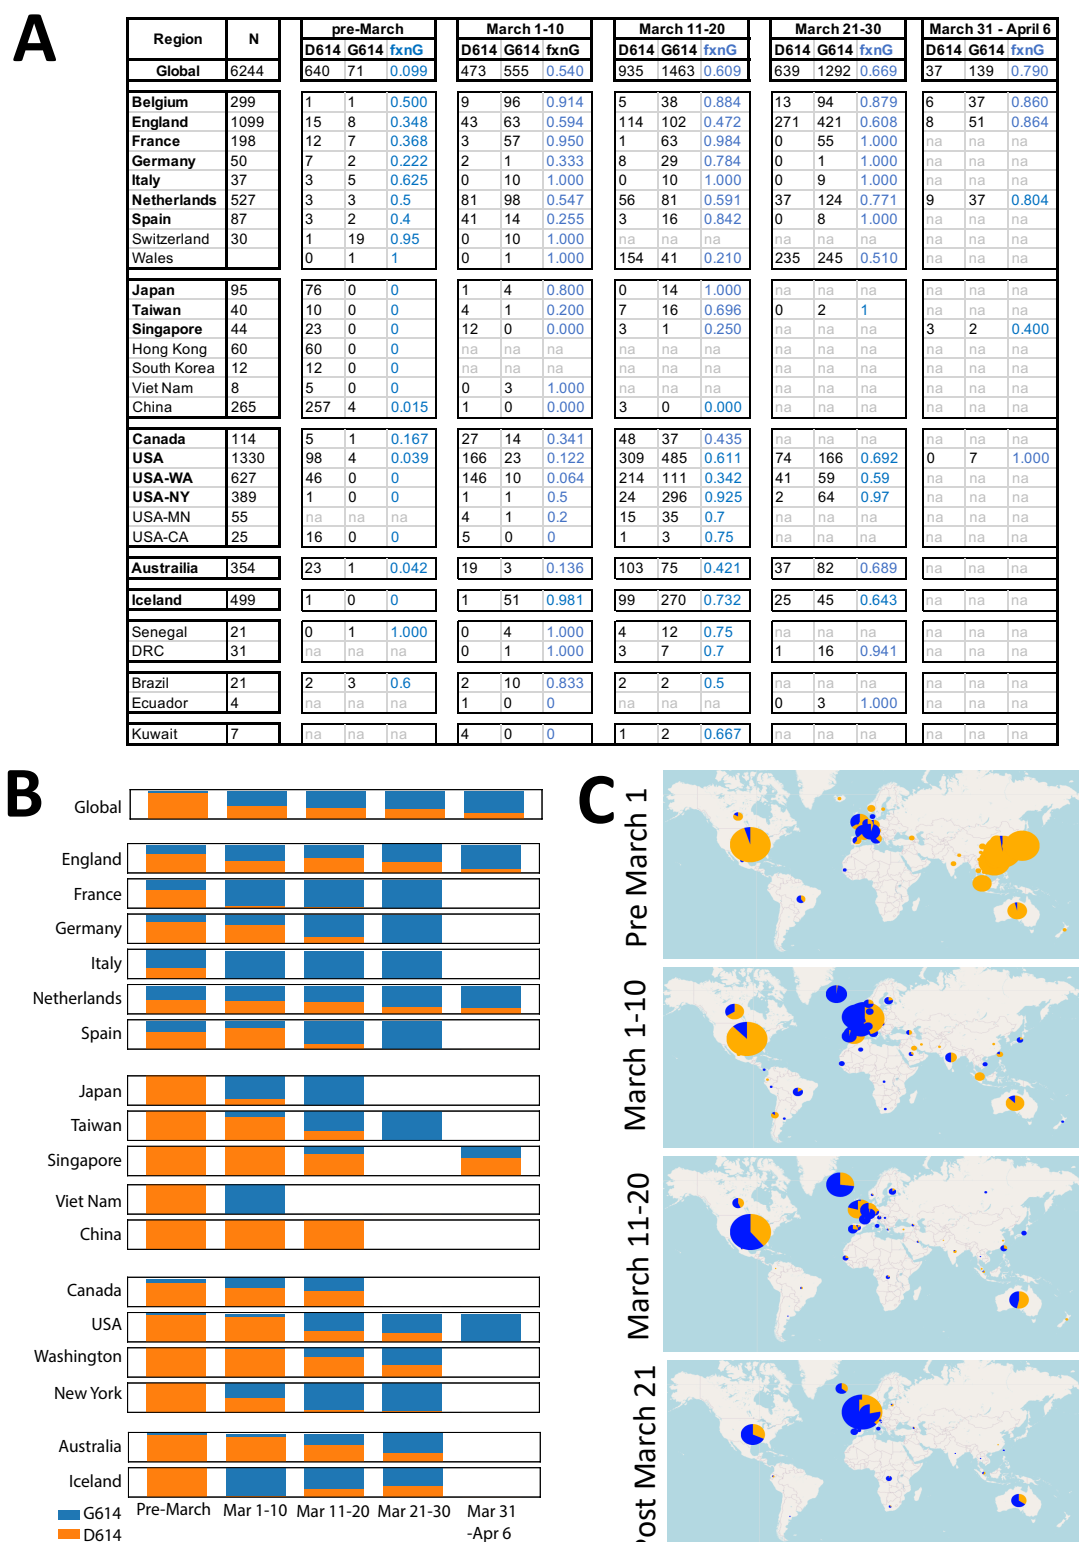 A
Region N pre-March March 1-10 March 11-20 March 21-30 March 31 - April 6
D614 G614 fxnG D614 G614 fxnG D614 G614 fxnG D614 G614 fxnG D614 G614 fxnG
Global 6244 640 71 0.099 473 555 0.540 935 1463 0.609 639 1292 0.669 37 139 0.790
Belgium 299 1 1 0.500 9 96 0.914 5 38 0.884 13 94 0.879 6 37 0.860
England 1099 15 8 0.348 43 63 0.594 114 102 0.472 271 421 0.608 8 51 0.864
France 198 12 7 0.368 3 57 0.950 1 63 0.984 0 55 1.000 na na na
Germany 50 7 2 0.222 2 1 0.333 8 29 0.784 0 1 1.000 na na na
Italy 37 3 5 0.625 0 10 1.000 0 10 1.000 0 9 1.000 na na na
Netherlands 527 3 3 0.5 81 98 0.547 56 81 0.591 37 124 0.771 9 37 0.804
Spain 87 3 2 0.4 41 14 0.255 3 16 0.842 0 8 1.000 na na na
Switzerland 30 1 19 0.95 0 10 1.000 na na na na na na na na na
Wales 0 1 1 0 1 1.000 154 41 0.210 235 245 0.510 na na na
Japan 95 76 0 0 1 4 0.800 0 14 1.000 na na na na na na
Taiwan 40 10 0 0 4 1 0.200 7 16 0.696 0 2 1 na na na
Singapore 44 23 0 0 12 0 0.000 3 1 0.250 na na na 3 2 0.400
Hong Kong 60 60 0 0 na na na na na na na na na na na na
South Korea 12 12 0 0 na na na na na na na na na na na na
Viet Nam 8 5 0 0 0 3 1.000 na na na na na na na na na
China 265 257 4 0.015 1 0 0.000 3 0 0.000 na na na na na na
Canada 114 5 1 0.167 27 14 0.341 48 37 0.435 na na na na na na
USA 1330 98 4 0.039 166 23 0.122 309 485 0.611 74 166 0.692 0 7 1.000
USA-WA 627 46 0 0 146 10 0.064 214 111 0.342 41 59 0.59 na na na
USA-NY 389 1 0 0 1 1 0.5 24 296 0.925 2 64 0.97 na na na
USA-MN 55 na na na 4 1 0.2 15 35 0.7 na na na na na na
USA-CA 25 16 0 0 5 0 0 1 3 0.75 na na na na na na
Austrailia 354 23 1 0.042 19 3 0.136 103 75 0.421 37 82 0.689 na na na
Iceland 499 1 0 0 1 51 0.981 99 270 0.732 25 45 0.643 na na na
Senegal 21 0 1 1.000 0 4 1.000 4 12 0.75 na na na na na na
DRC 31 na na na 0 1 1.000 3 7 0.7 1 16 0.941 na na na
Brazil 21 2 3 0.6 2 10 0.833 2 2 0.5 na na na na na na
Ecuador 4 na na na 1 0 0 na na na 0 3 1.000 na na na
Kuwait 7 na na na 4 0 0 1 2 0.667 na na na na na na
B
Global
England
France
Germany
Italy
Netherlands
Spain
Japan
Taiwan
Singapore
Viet Nam
China
Canada
USA
Washington
New York
Australia
Iceland
Pre-March Mar 1-10 Mar 11-20 Mar 21-30 Mar 31
-Apr 6
G614
D614
C
Pre March 1
March 1-10
March 11-20
Post March 21